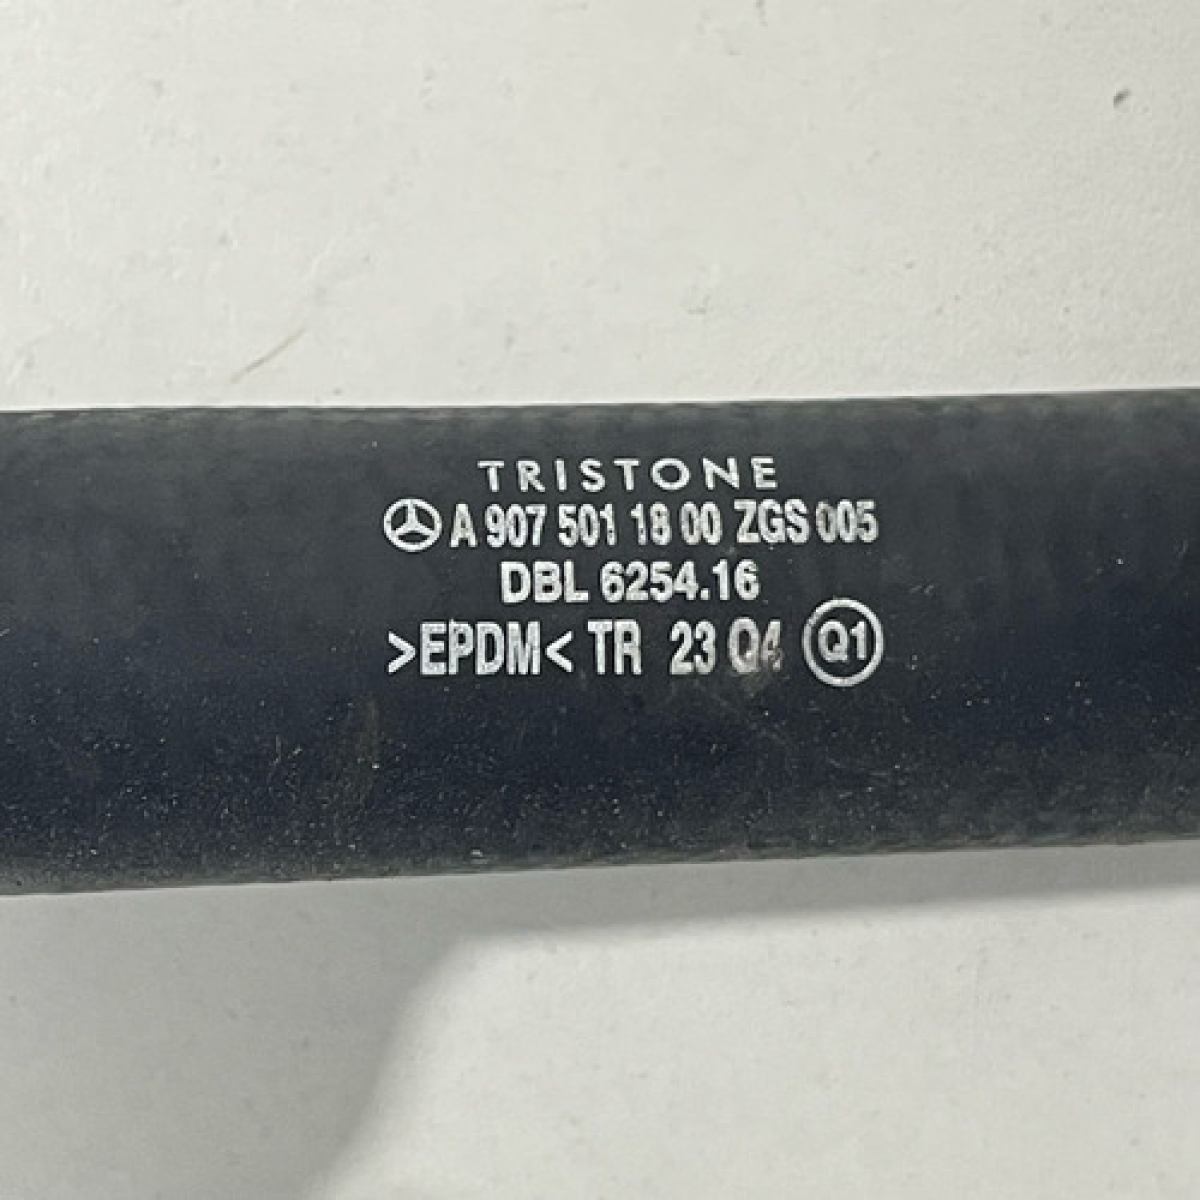 TRISTONE
A 907 501 18 00 ZGS 005
DBL 6254.16
>EPDM< TR 23 Q4 Q1